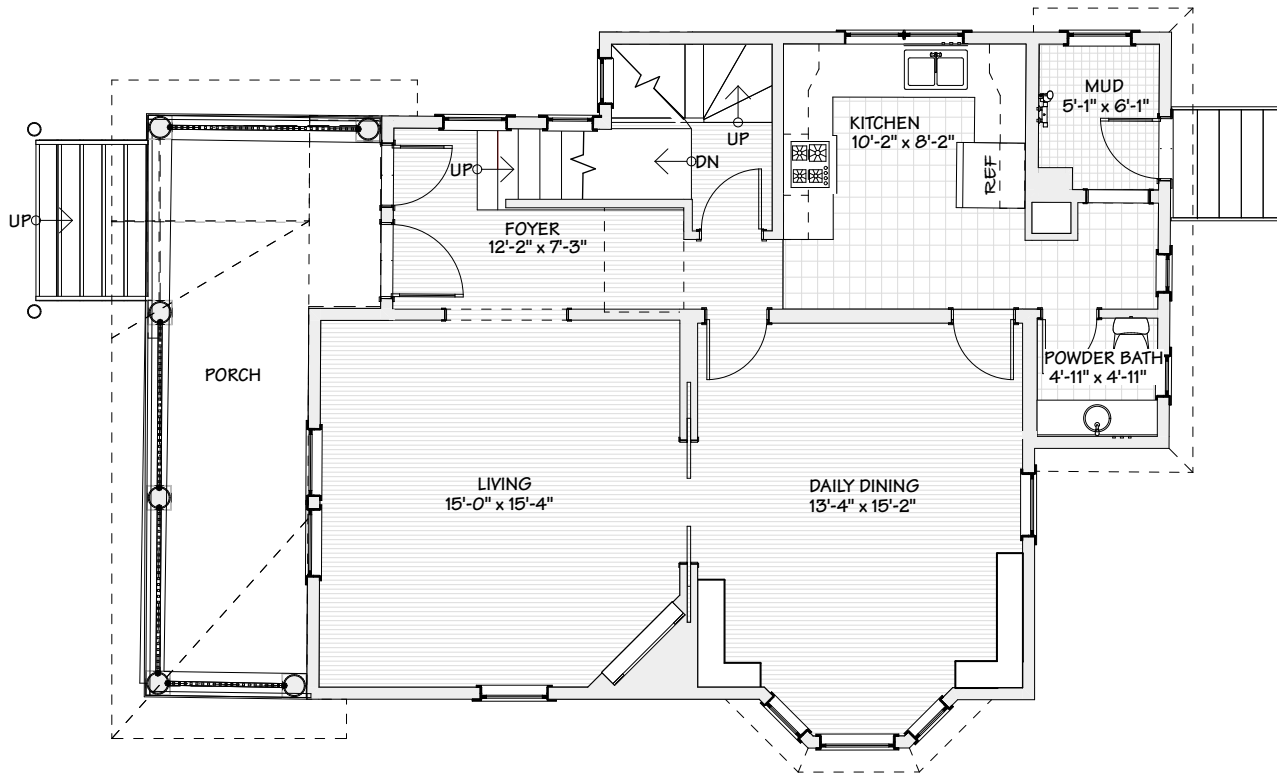 MUD
5'-1" x 6'-1"
KITCHEN
10'-2" x 8'-2"
UP
UP
DN
REF
UP
FOYER
12'-2" x 7'-3"
POWDER BATH
4'-11" x 4'-11"
PORCH
LIVING
15'-0" x 15'-4"
DAILY DINING
13'-4" x 15'-2"